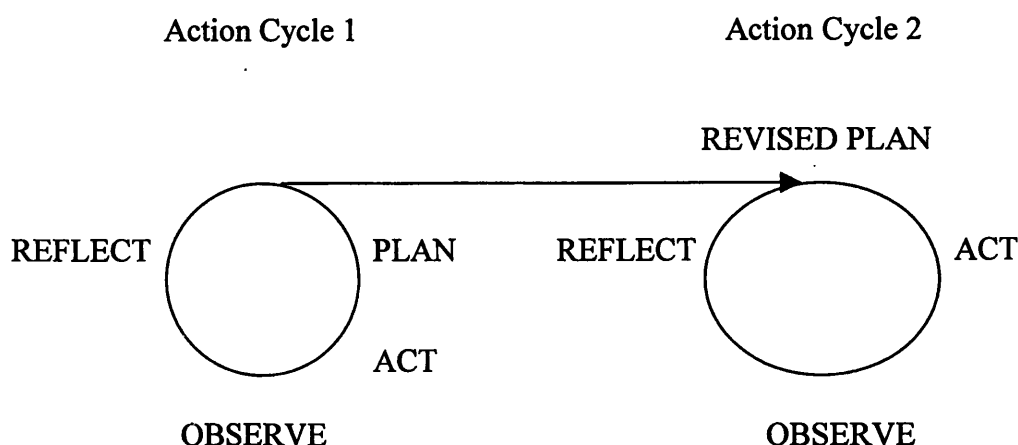 Action Cycle 1
Action Cycle 2
REVISED PLAN
REFLECT
PLAN
REFLECT
ACT
ACT
OBSERVE
OBSERVE